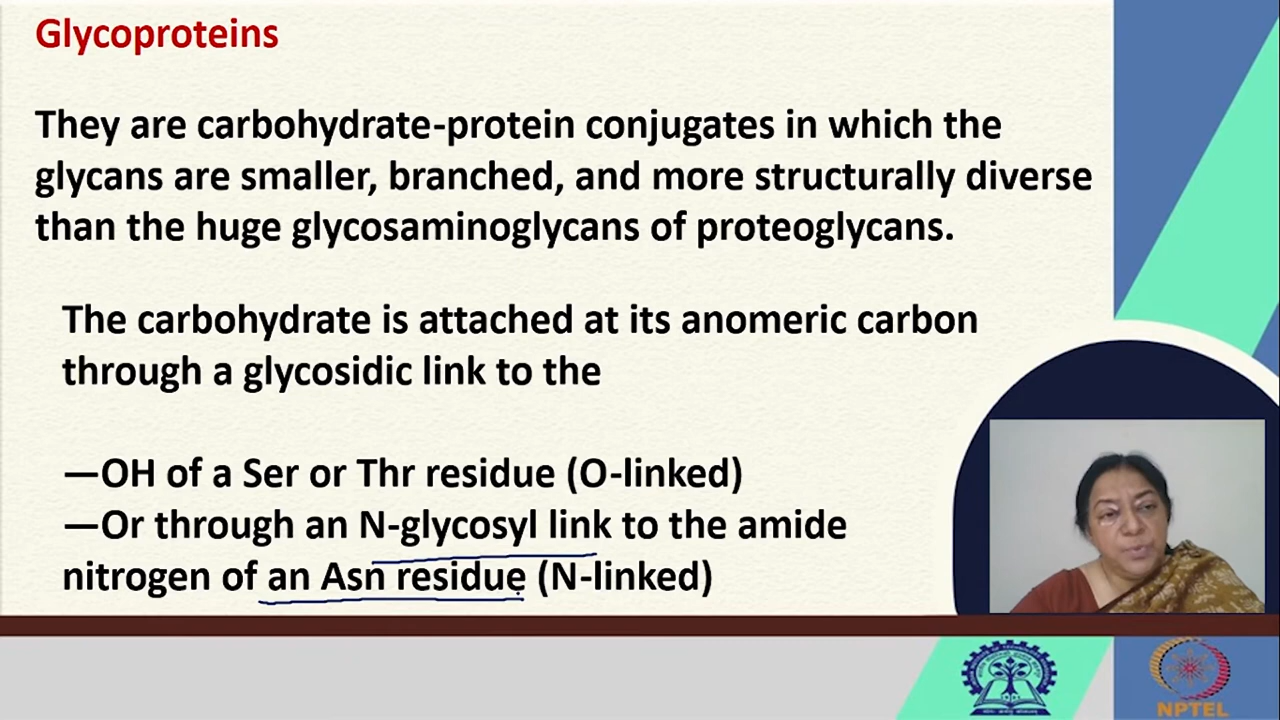 Glycoproteins
They are carbohydrate-protein conjugates in which the
glycans are smaller, branched, and more structurally diverse
than the huge glycosaminoglycans of proteoglycans.
The carbohydrate is attached at its anomeric carbon
through a glycosidic link to the
—OH of a Ser or Thr residue (O-linked)
—Or through an N-glycosyl link to the amide
nitrogen of an Asn residue (N-linked)
NPTEL